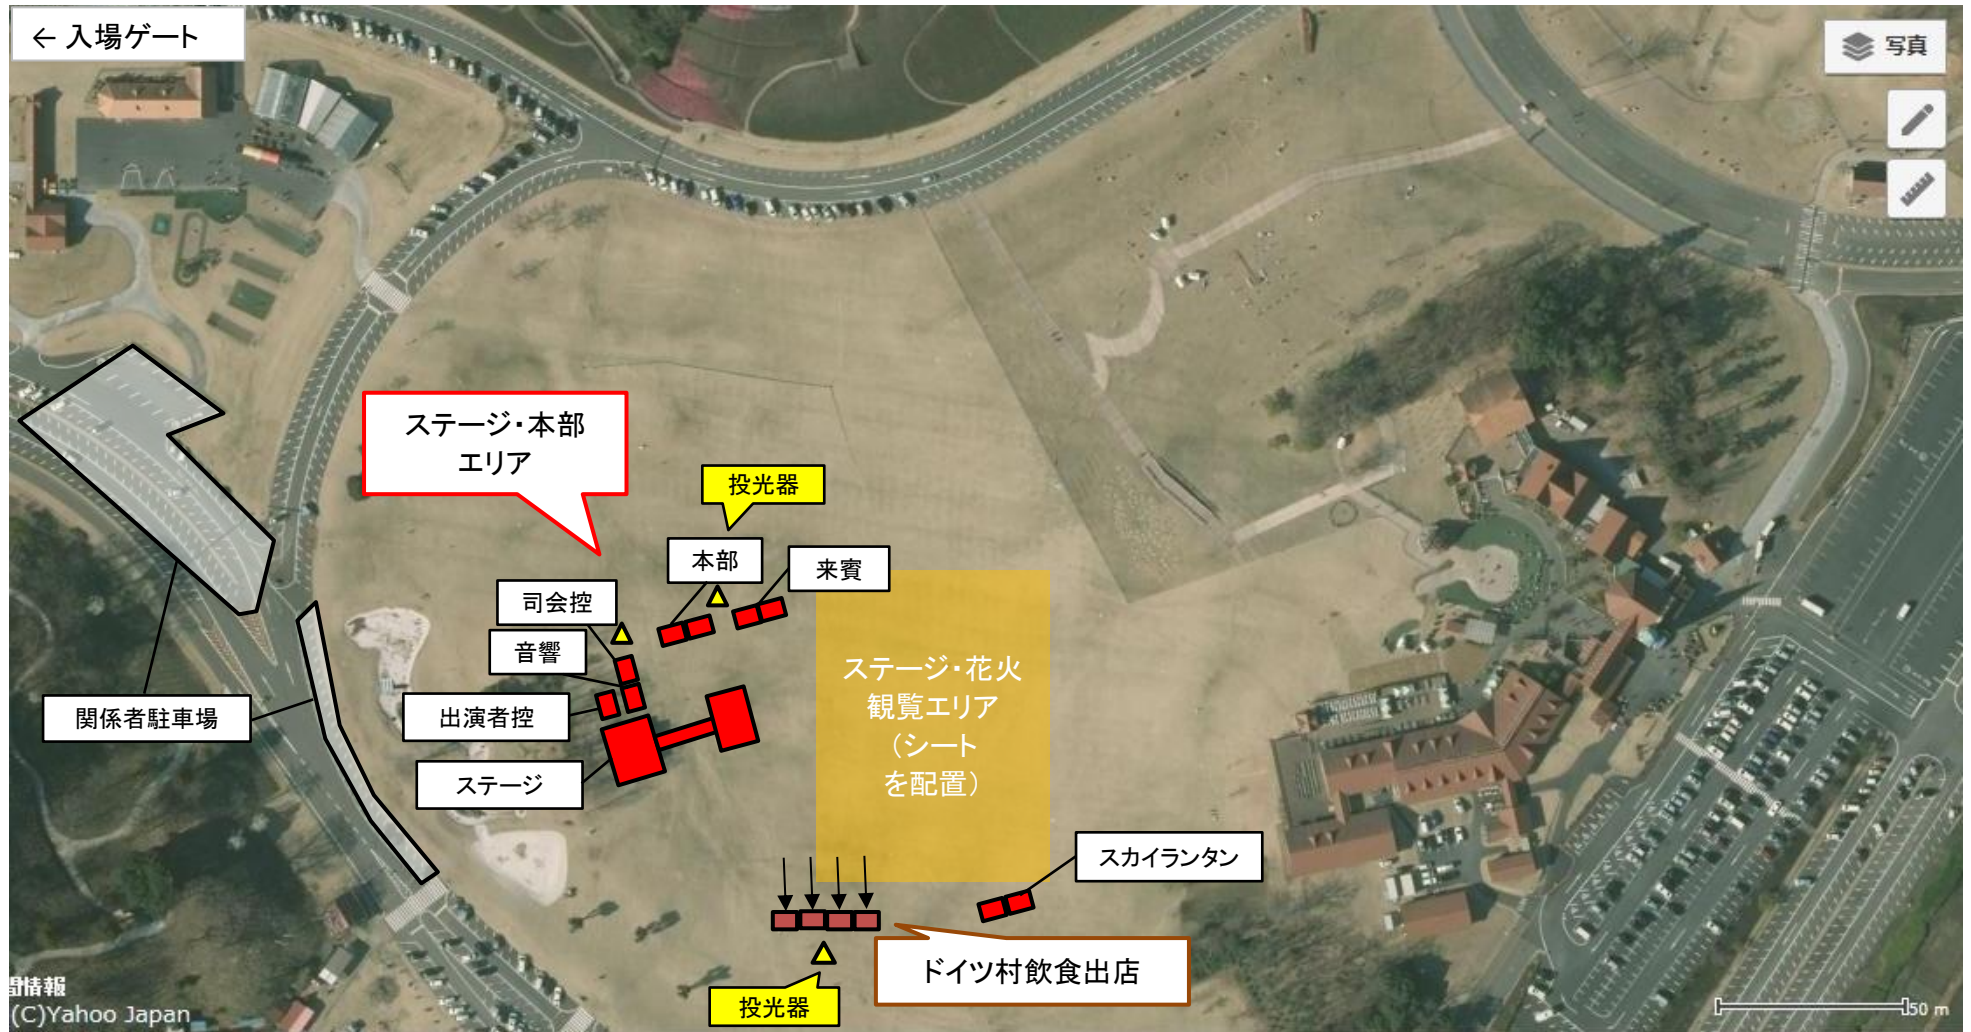 ← 入場ゲート
写真
ステージ・本部
エリア
投光器
本部
来賓
司会控
音響
出演者控
ステージ
関係者駐車場
ステージ・花火
観覧エリア
（シート
を配置）
スカイランタン
ドイツ村飲食出店
投光器
情報
(C)Yahoo Japan
50 m